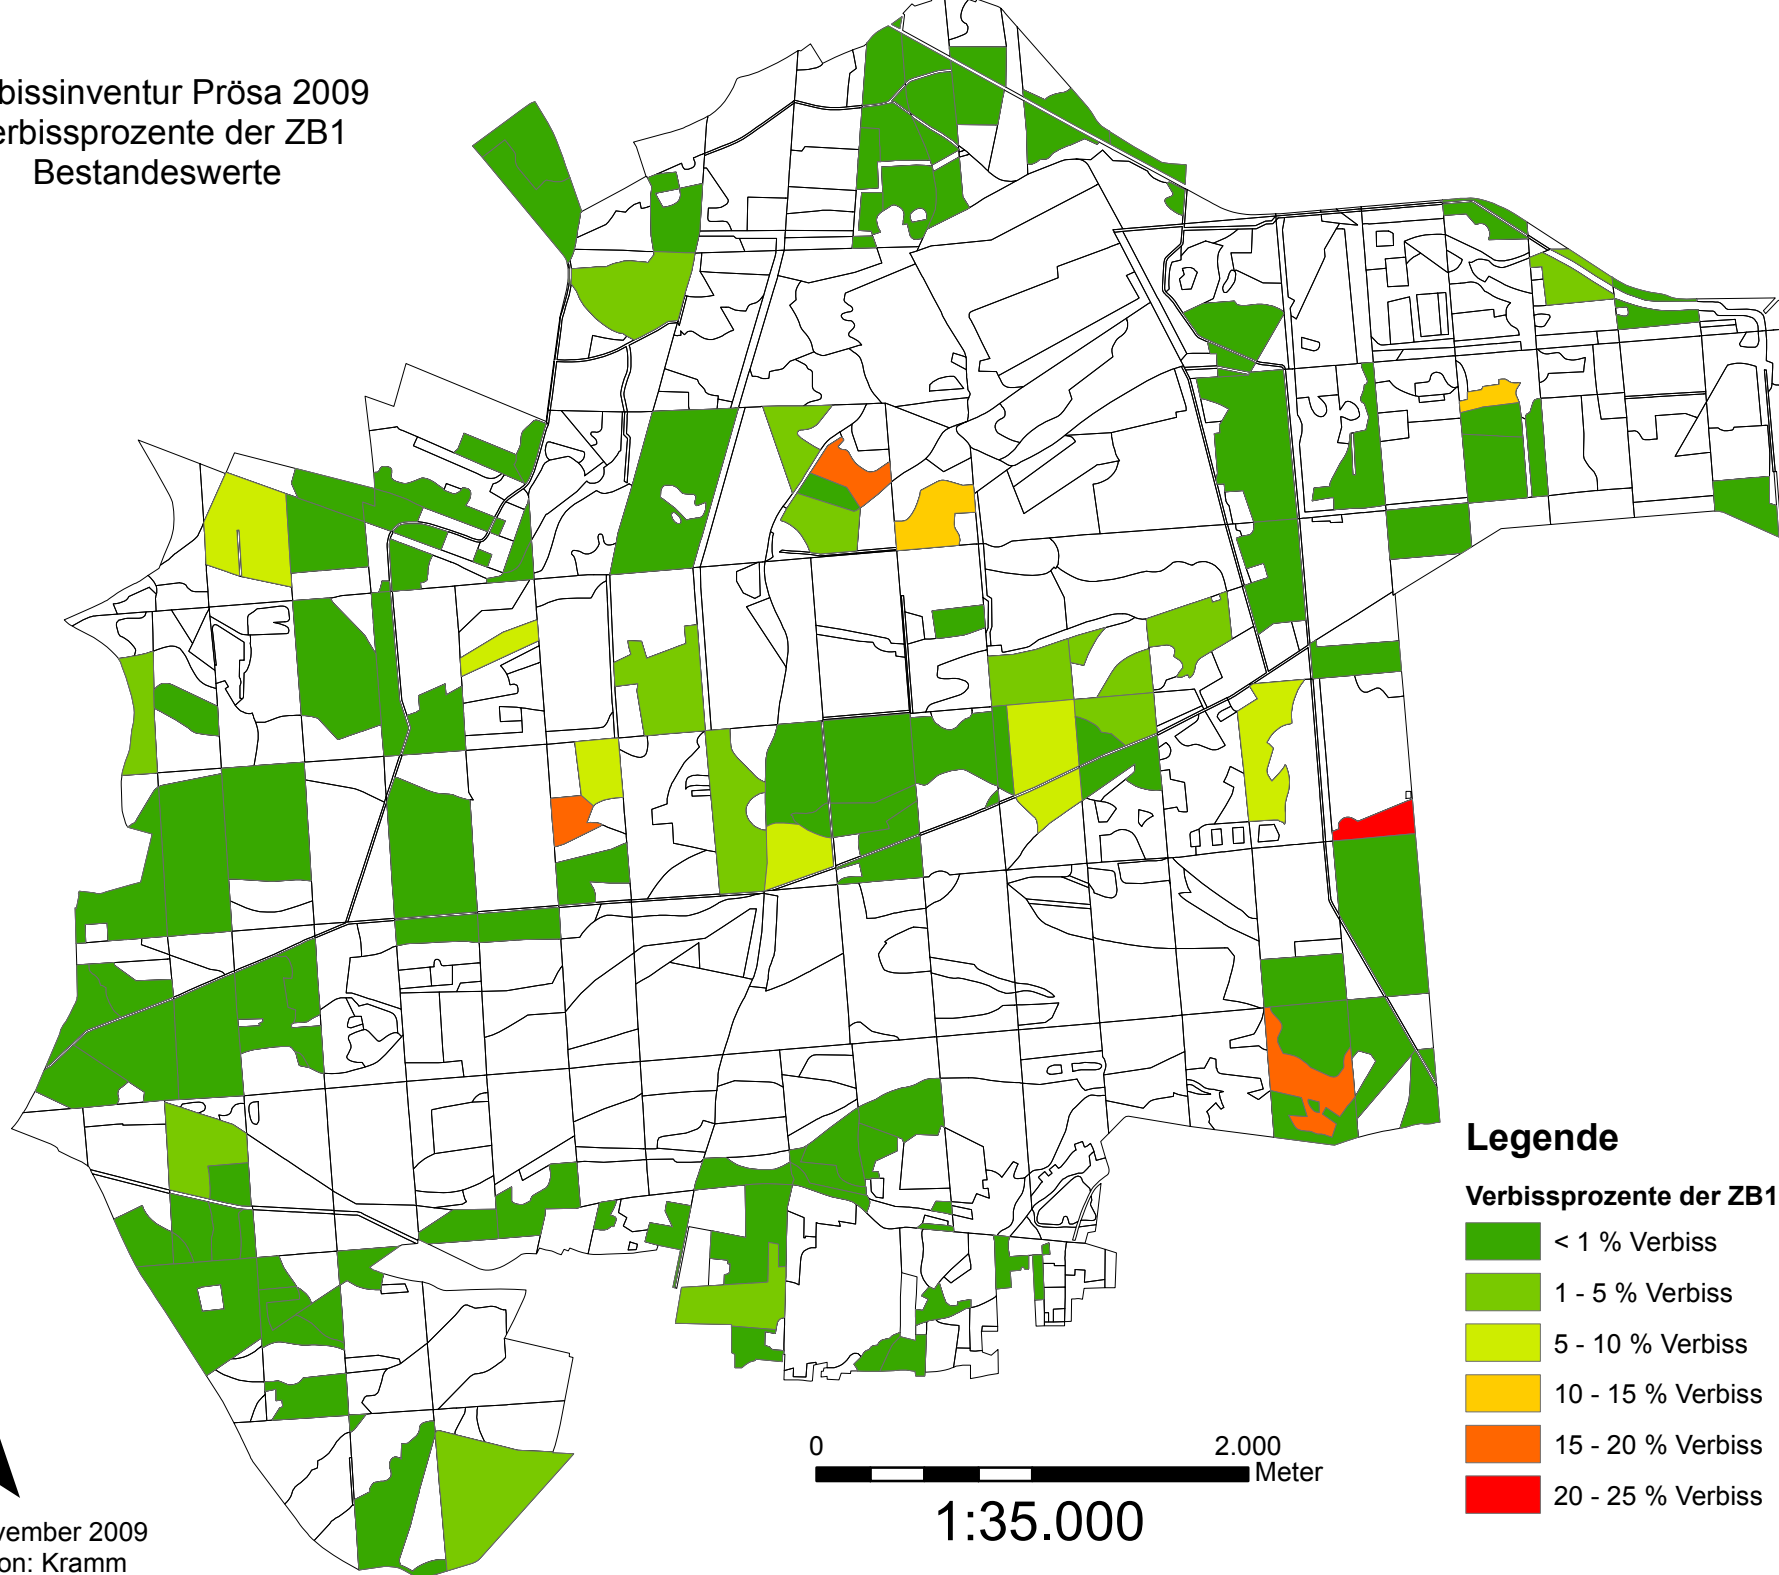 bissinventur Prösa 2009
erbissprozente der ZB1
Bestandeswerte
Legende
Verbissprozente der ZB1
< 1 % Verbiss
1 - 5 % Verbiss
5 - 10 % Verbiss
10 - 15 % Verbiss
15 - 20 % Verbiss
20 - 25 % Verbiss
0 2.000
Meter
1:35.000
vember 2009
on: Kramm